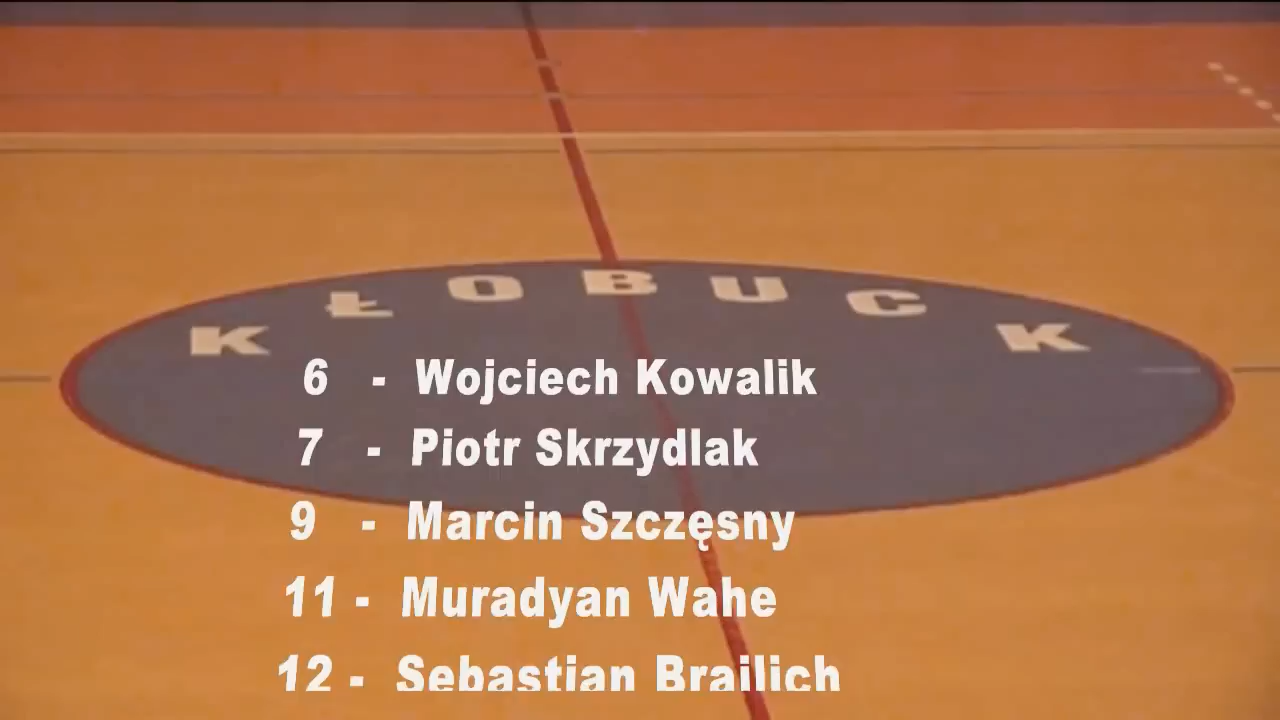 KŁOBUCK
6 - Wojciech Kowalik
7 - Piotr Skrzydlak
9 - Marcin Szczęsny
11 - Muradyan Wahe
12 - Sebastian Brailich